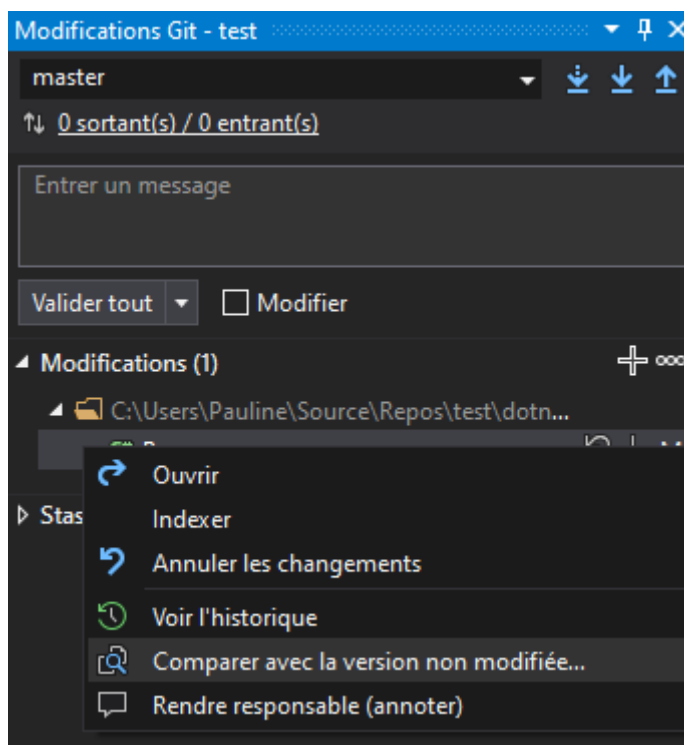 Modifications Git - test
master
0 sortant(s) / 0 entrant(s)
Entrer un message
Valider tout
Modifier
Modifications (1)
C:\Users\Pauline\Source\Repos\test\dotn...
Stas
Ouvrir
Indexer
Annuler les changements
Voir l'historique
Comparer avec la version non modifiée...
Rendre responsable (annoter)